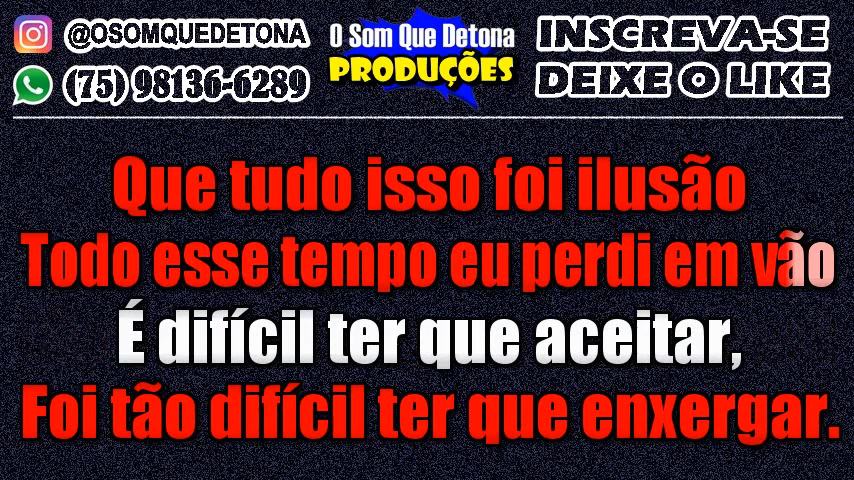 @OSOMQUEDETONA
(75) 98136-6289
O Som Que Detona
PRODUÇÕES
INSCREVA-SE
DEIXE O LIKE
Que tudo isso foi ilusão
Todo esse tempo eu perdi em vão
É difícil ter que aceitar,
Foi tão difícil ter que enxergar.